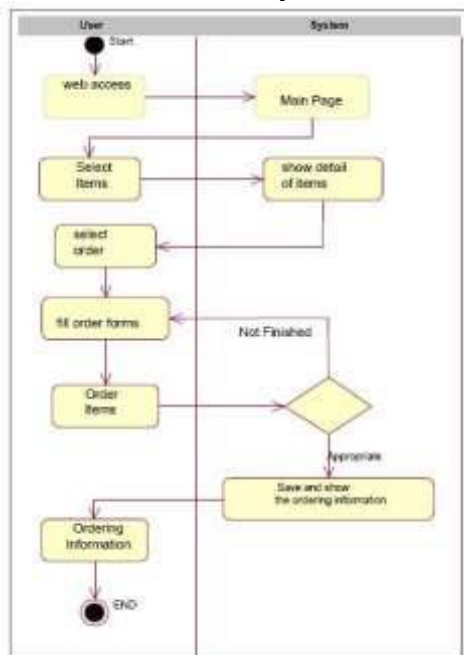 User
System
Start
web access
Main Page
Select
Items
show detail
of items
select
order
fill order forms
Not Finished
Order
Items
Appropriate
Save and show
the ordering information
Ordering
Information
END